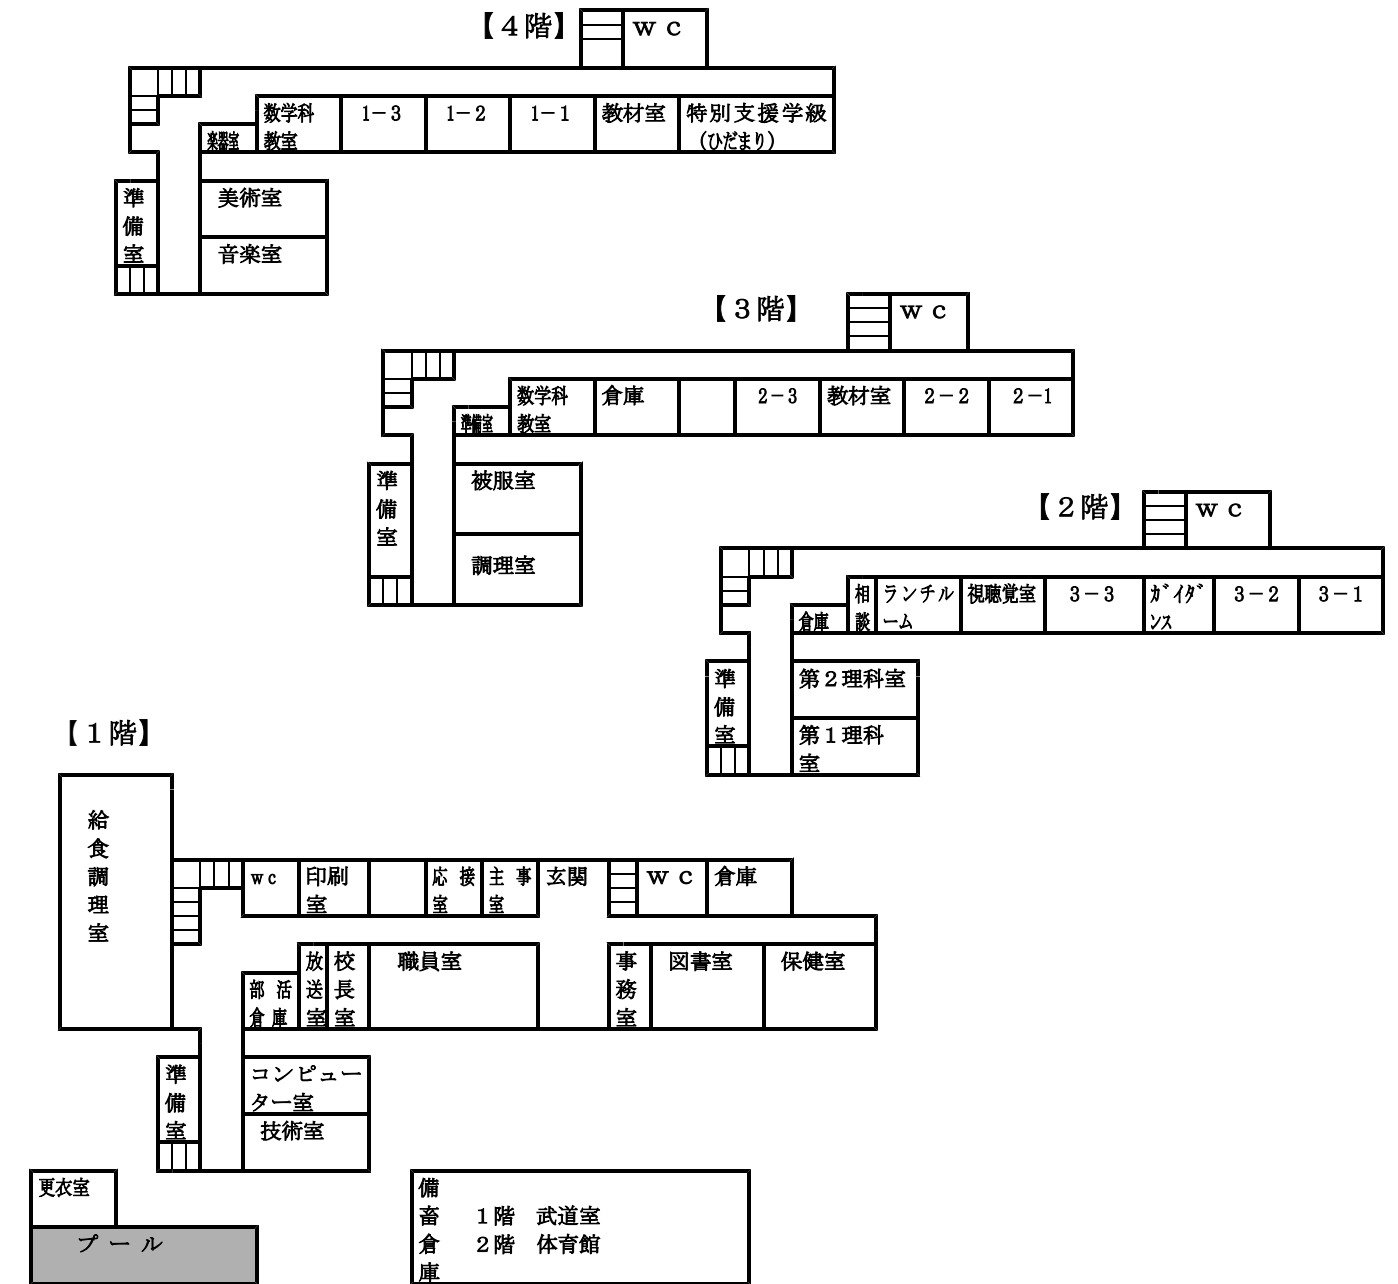 【４階】
ｗｃ
数学科
教室
1－3
1－2
1－1
教材室
特別支援学級
（ひだまり）
楽器室
準
備
室
美術室
音楽室
【３階】
ｗｃ
数学科
教室
倉庫
2－3
教材室
2－2
2－1
準備室
準
備
室
被服室
調理室
【２階】
ｗｃ
相
談
ランチル
ーム
視聴覚室
3－3
ｶﾞｲﾀﾞ
ﾝｽ
3－2
3－1
倉庫
準
備
室
第２理科室
第１理科
室
【１階】
給
食
調
理
室
ｗｃ
印刷
室
応接
室
主事
室
玄関
ｗｃ
倉庫
部活
倉庫
放
送
室
校
長
室
職員室
事
務
室
図書室
保健室
準
備
室
コンピュー
ター室
技術室
更衣室
プール
備
畜
倉
庫
１階　武道室
２階　体育館